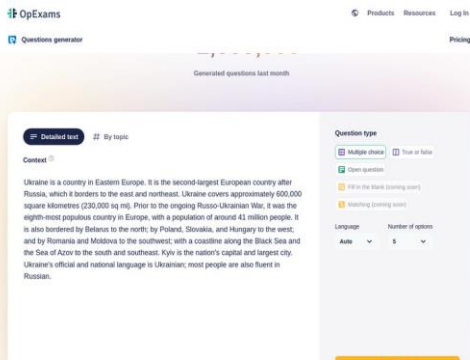 OpExams
Products Resources Log In
Questions generator
Pricing
Generated questions last month
Detailed text
By topic
Context
Ukraine is a country in Eastern Europe. It is the second-largest European country after
Russia, which it borders to the east and northeast. Ukraine covers approximately 600,000
square kilometres (230,000 sq mi). Prior to the ongoing Russo-Ukrainian War, it was the
eighth-most populous country in Europe, with a population of around 41 million people. It
is also bordered by Belarus to the north; by Poland, Slovakia, and Hungary to the west;
and by Romania and Moldova to the southwest; with a coastline along the Black Sea and
the Sea of Azov to the south and southeast. Kyiv is the nation's capital and largest city.
Ukraine's official and national language is Ukrainian; most people are also fluent in
Russian.
Question type
Multiple choice
True or false
Open question
Fill in the blank (coming soon)
Matching (coming soon)
Language
Number of options
Auto
5